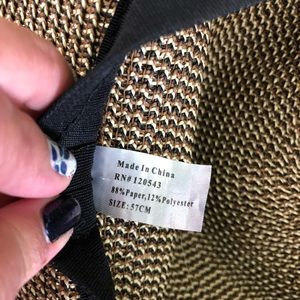 Made In China
RN# 120543
88%Paper,12%Polyester
SIZE: 57CM